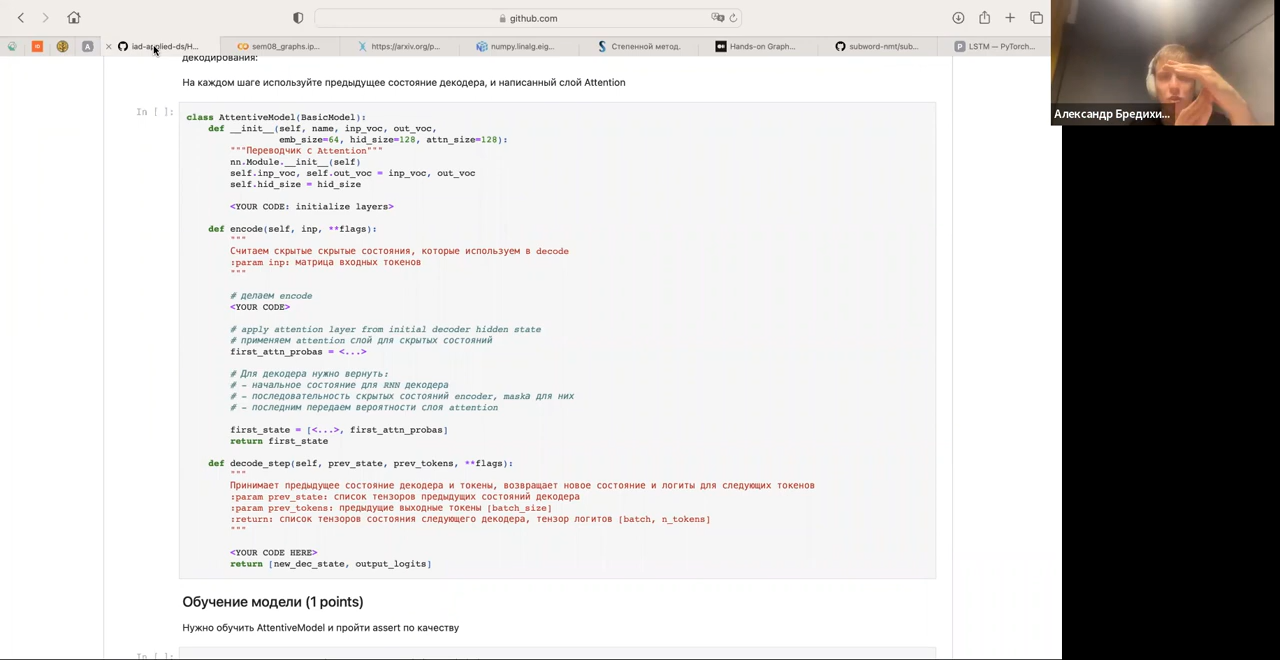 github.com
iad-applied-ds/H...
sem08_graphs.ip...
https://arxiv.org/p...
numpy.linalg.eig...
Степенной метод.
Hands-on Graph...
subword-nmt/sub...
LSTM — PyTorch...
Александр Бредихи...
декодирования:
На каждом шаге используйте предыдущее состояние декодера, и написанный слой Attention
In [ ]:
class AttentiveModel(BasicModel):
def __init__(self, name, inp_voc, out_voc,
emb_size=64, hid_size=128, attn_size=128):
"""Переводчик с Attention"""
nn.Module.__init__(self)
self.inp_voc, self.out_voc = inp_voc, out_voc
self.hid_size = hid_size
<YOUR CODE: initialize layers>
def encode(self, inp, **flags):
"""
Считаем скрытые скрытые состояния, которые используем в decode
:param inp: матрица входных токенов
"""
# делаем encode
<YOUR CODE>
# apply attention layer from initial decoder hidden state
# применяем attention слой для скрытых состояний
first_attn_probas = <...>
# Для декодера нужно вернуть:
# - начальное состояние для RNN декодера
# - последовательность скрытых состояний encoder, maska для них
# - последним передаем вероятности слоя attention
first_state = [<...>, first_attn_probas]
return first_state
def decode_step(self, prev_state, prev_tokens, **flags):
"""
Принимает предыдущее состояние декодера и токены, возвращает новое состояние и логиты для следующих токенов
:param prev_state: список тензоров предыдущих состояний декодера
:param prev_tokens: предыдущие выходные токены [batch_size]
:return: список тензоров состояния следующего декодера, тензор логитов [batch, n_tokens]
"""
<YOUR CODE HERE>
return [new_dec_state, output_logits]
Обучение модели (1 points)
Нужно обучить AttentiveModel и пройти assert по качеству
In [ ]: